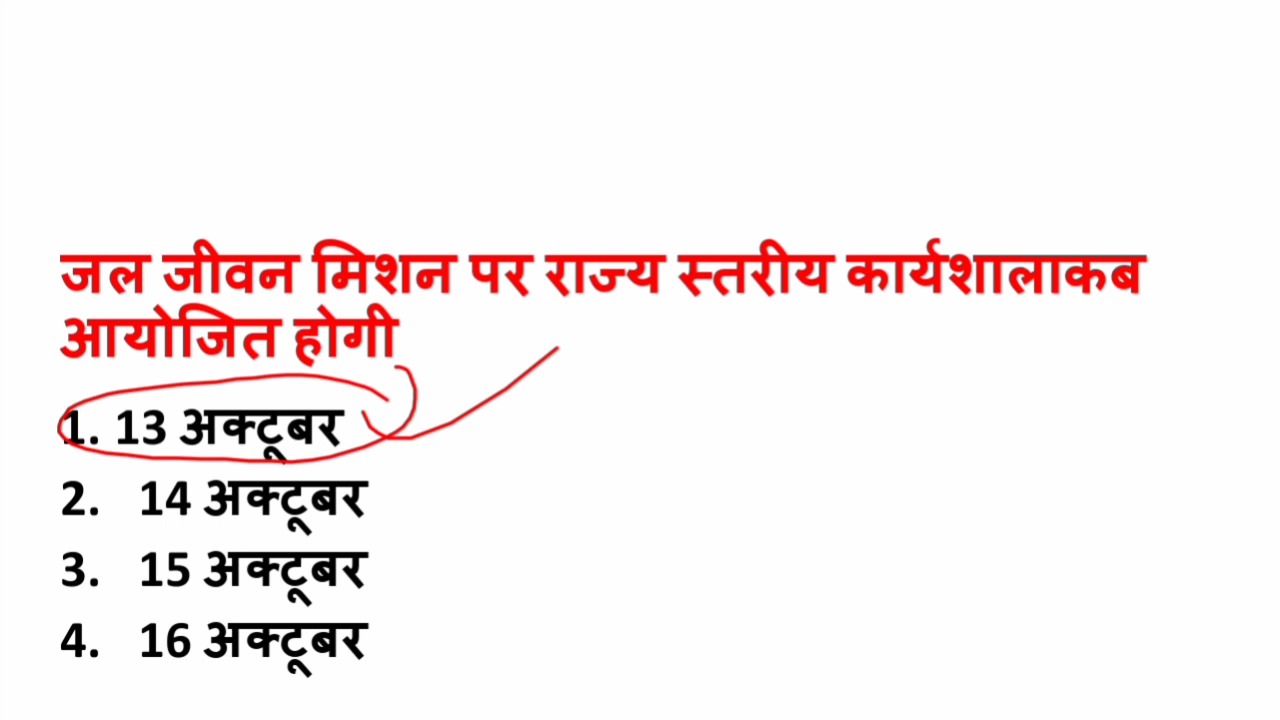 जल जीवन मिशन पर राज्य स्तरीय कार्यशालाकब
आयोजित होगी
1. 13 अक्टूबर
2. 14 अक्टूबर
3. 15 अक्टूबर
4. 16 अक्टूबर